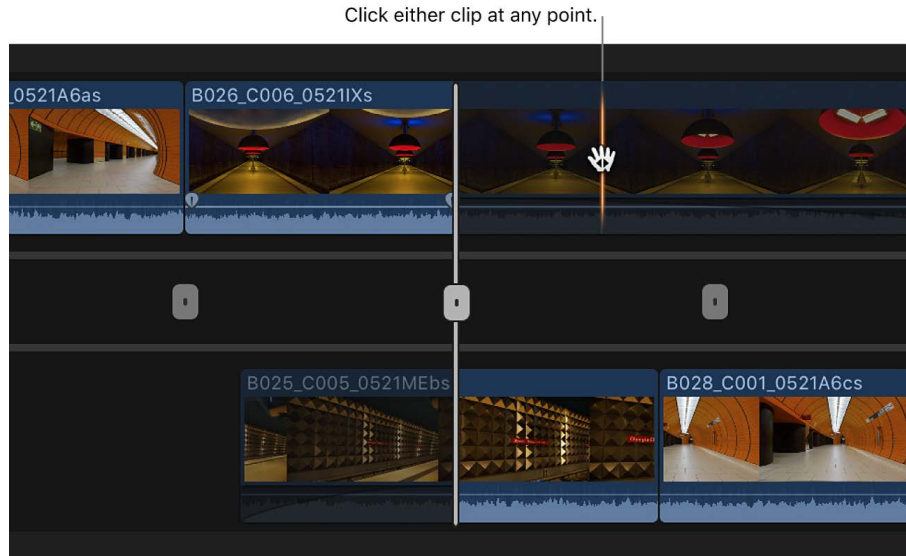 Click either clip at any point.
_0521A6as
B026_C006_0521IXs
B025_C005_0521MEbs
B028_C001_0521A6cs